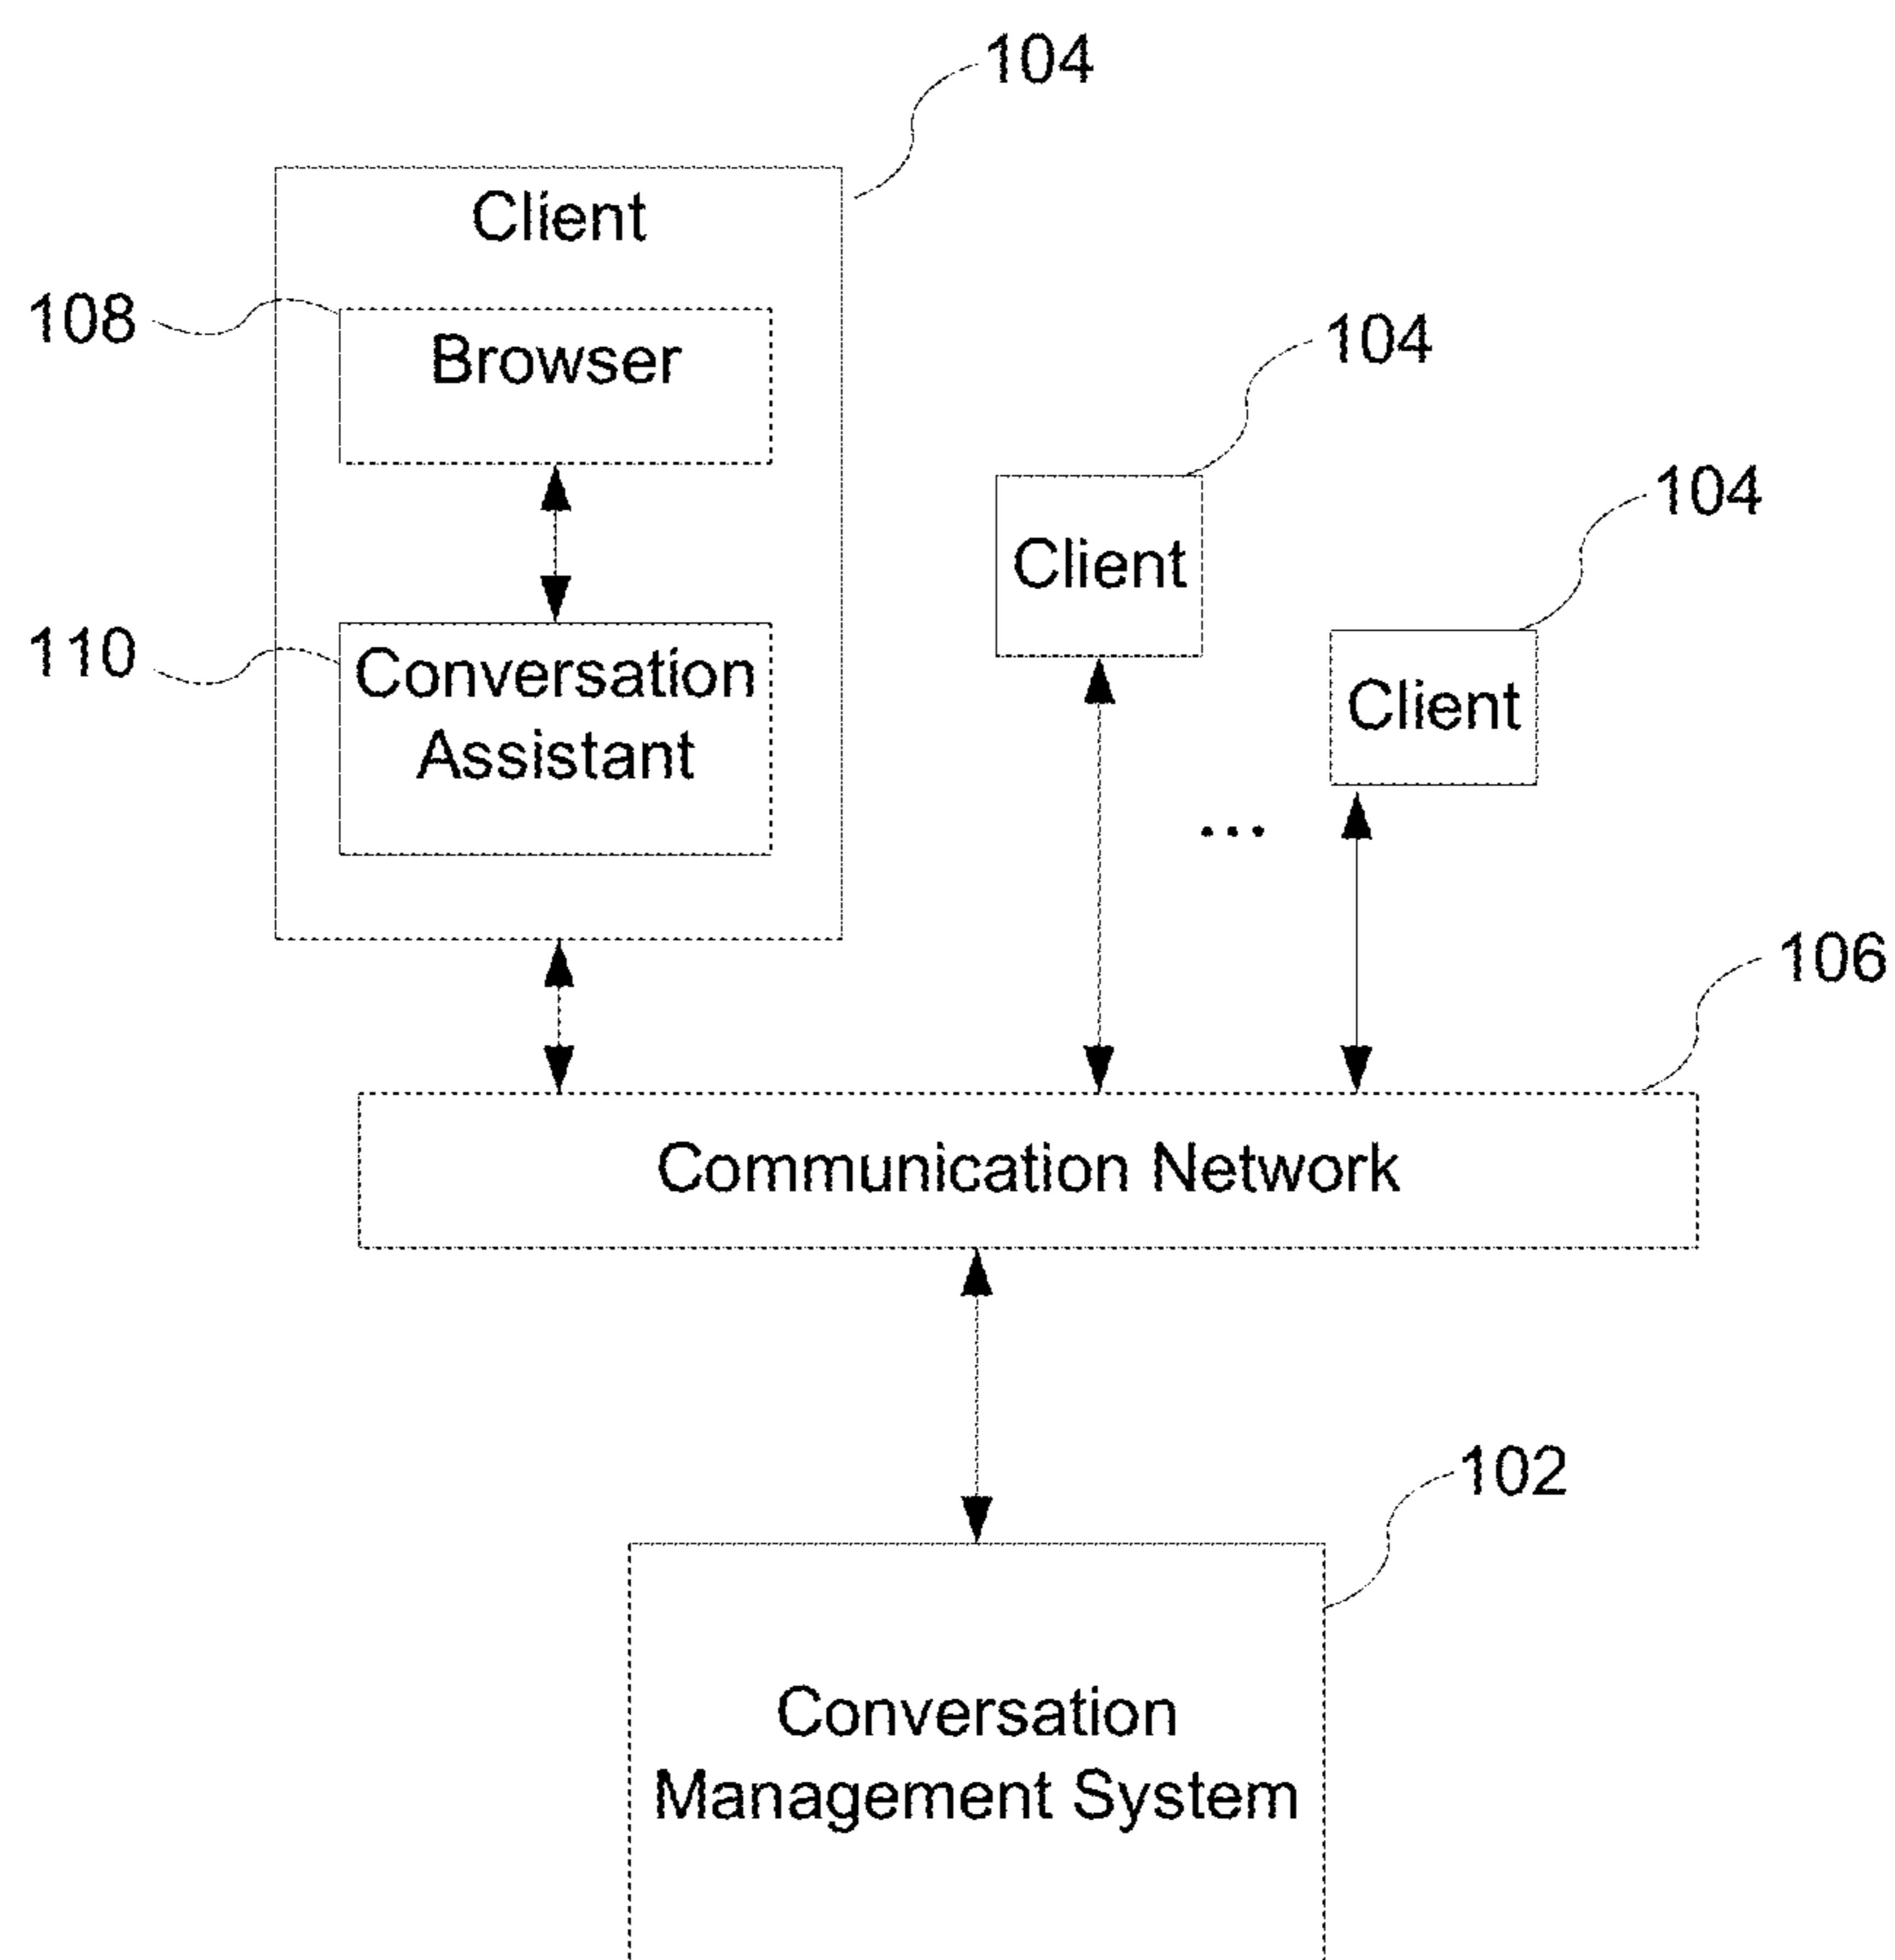 104
Client
108
Browser
104
104
Client
110
Conversation
Assistant
Client
...
106
Communication Network
102
Conversation
Management System